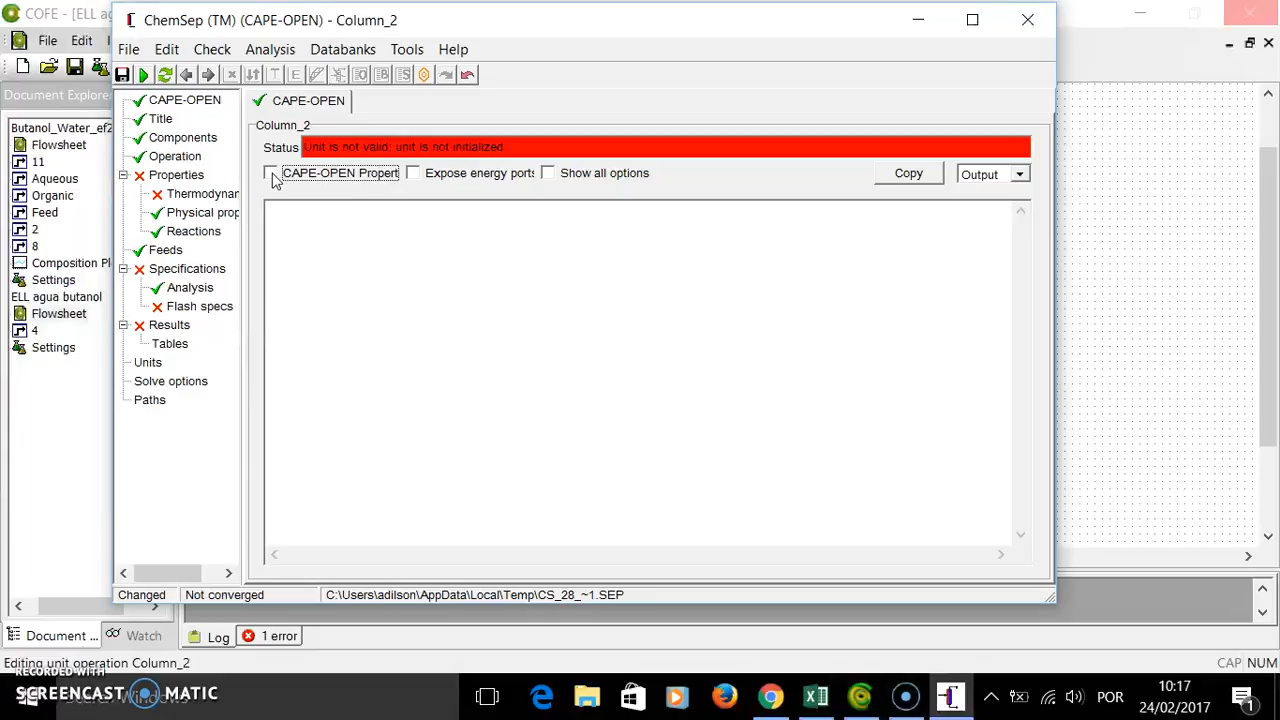 COFE - [ELL ag
ChemSep (TM) (CAPE-OPEN) - Column_2
File Edit
File Edit Check Analysis Databanks Tools Help
Document Explore
CAPE-OPEN
Title
Components
Operation
Properties
Thermodynar
Physical prop
Reactions
Feeds
Specifications
Analysis
Flash specs
Results
Tables
Units
Solve options
Paths
Butanol_Water_ef2
Flowsheet
11
Aqueous
Organic
Feed
2
8
Composition Pl
Settings
ELL agua butanol
Flowsheet
4
Settings
CAPE-OPEN
Column_2
Status Unit is not valid: unit is not initialized
CAPE-OPEN Propert Expose energy ports Show all options Copy Output
Changed Not converged C:\Users\adilson\AppData\Local\Temp\CS_28_~1.SEP
Document ... Watch Log 1 error
Editing unit operation Column_2 CAP NUM
RECORDED WITH
SCREENCAST MATIC
POR
10:17
24/02/2017
1